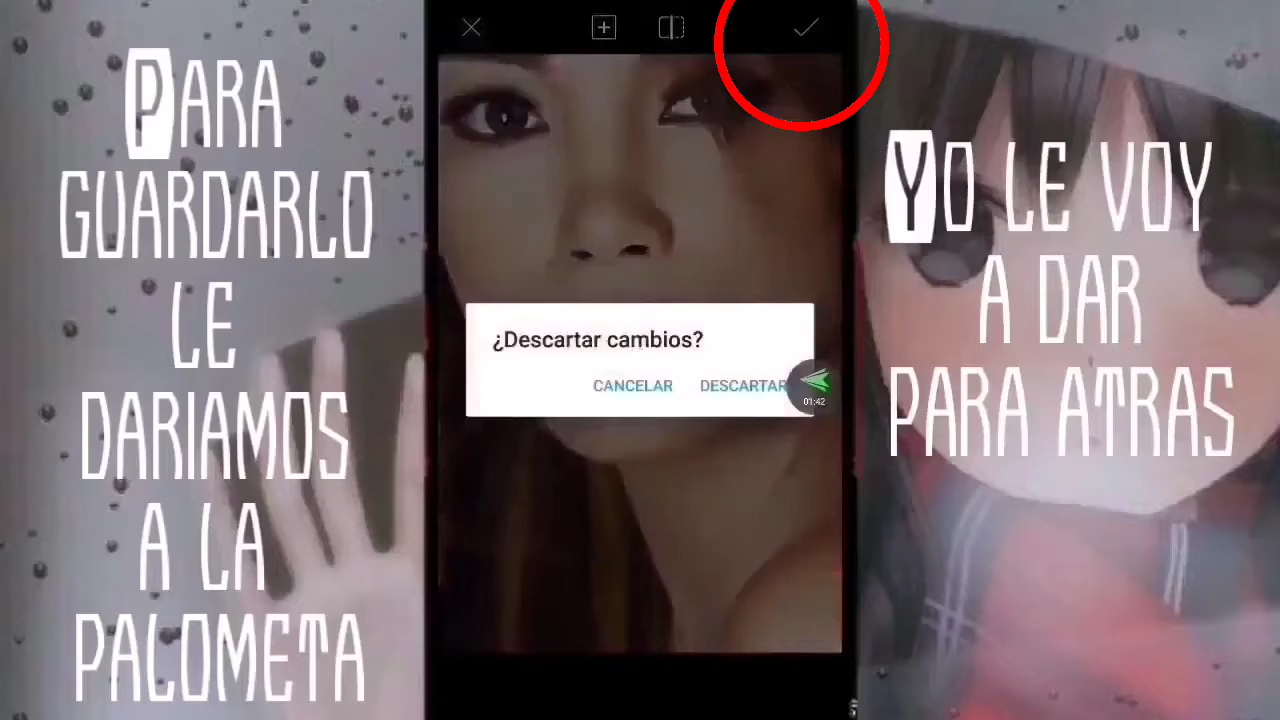 PARA
GUARDARLO
LE
DARIAMOS
A LA
PALOMETA
¿Descartar cambios?
CANCELAR DESCARTAR
01:42
YO LE VOY
A DAR
PARA ATRAS